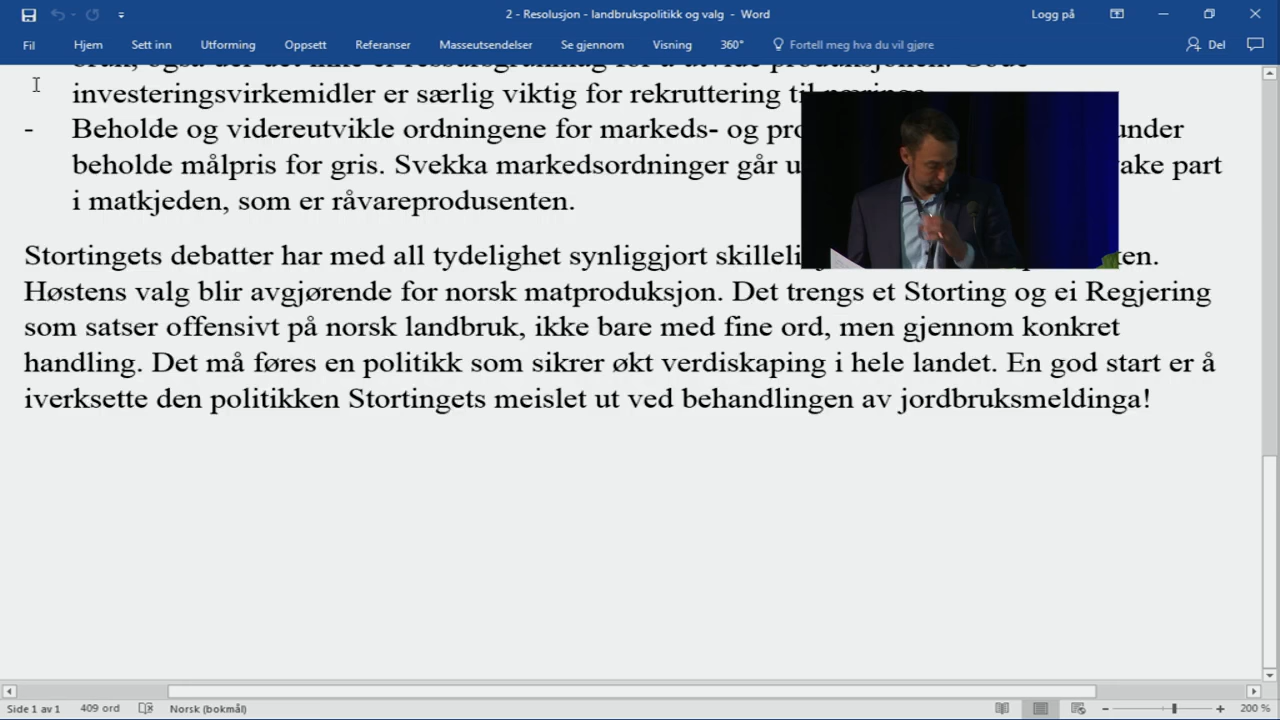 2 - Resolusjon - landbrukspolitikk og valg - Word
Logg på
Fil Hjem Sett inn Utforming Oppsett Referanser Masseutsendelser Se gjennom Visning 360° Fortell meg hva du vil gjøre Del
investeringsvirkemidler er særlig viktig for rekruttering
- Beholde og videreutvikle ordningene for markeds- og under
beholde målpris for gris. Svekka markedsordninger går part
i matkjeden, som er råvareprodusenten.
Stortingets debatter har med all tydelighet synliggjort
Høstens valg blir avgjørende for norsk matproduksjon. Det trengs et Storting og ei Regjering
som satser offensivt på norsk landbruk, ikke bare med fine ord, men gjennom konkret
handling. Det må føres en politikk som sikrer økt verdiskaping i hele landet. En god start er å
iverksette den politikken Stortingets meislet ut ved behandlingen av jordbruksmeldinga!
Side 1 av 1 409 ord Norsk (bokmål) 200 %